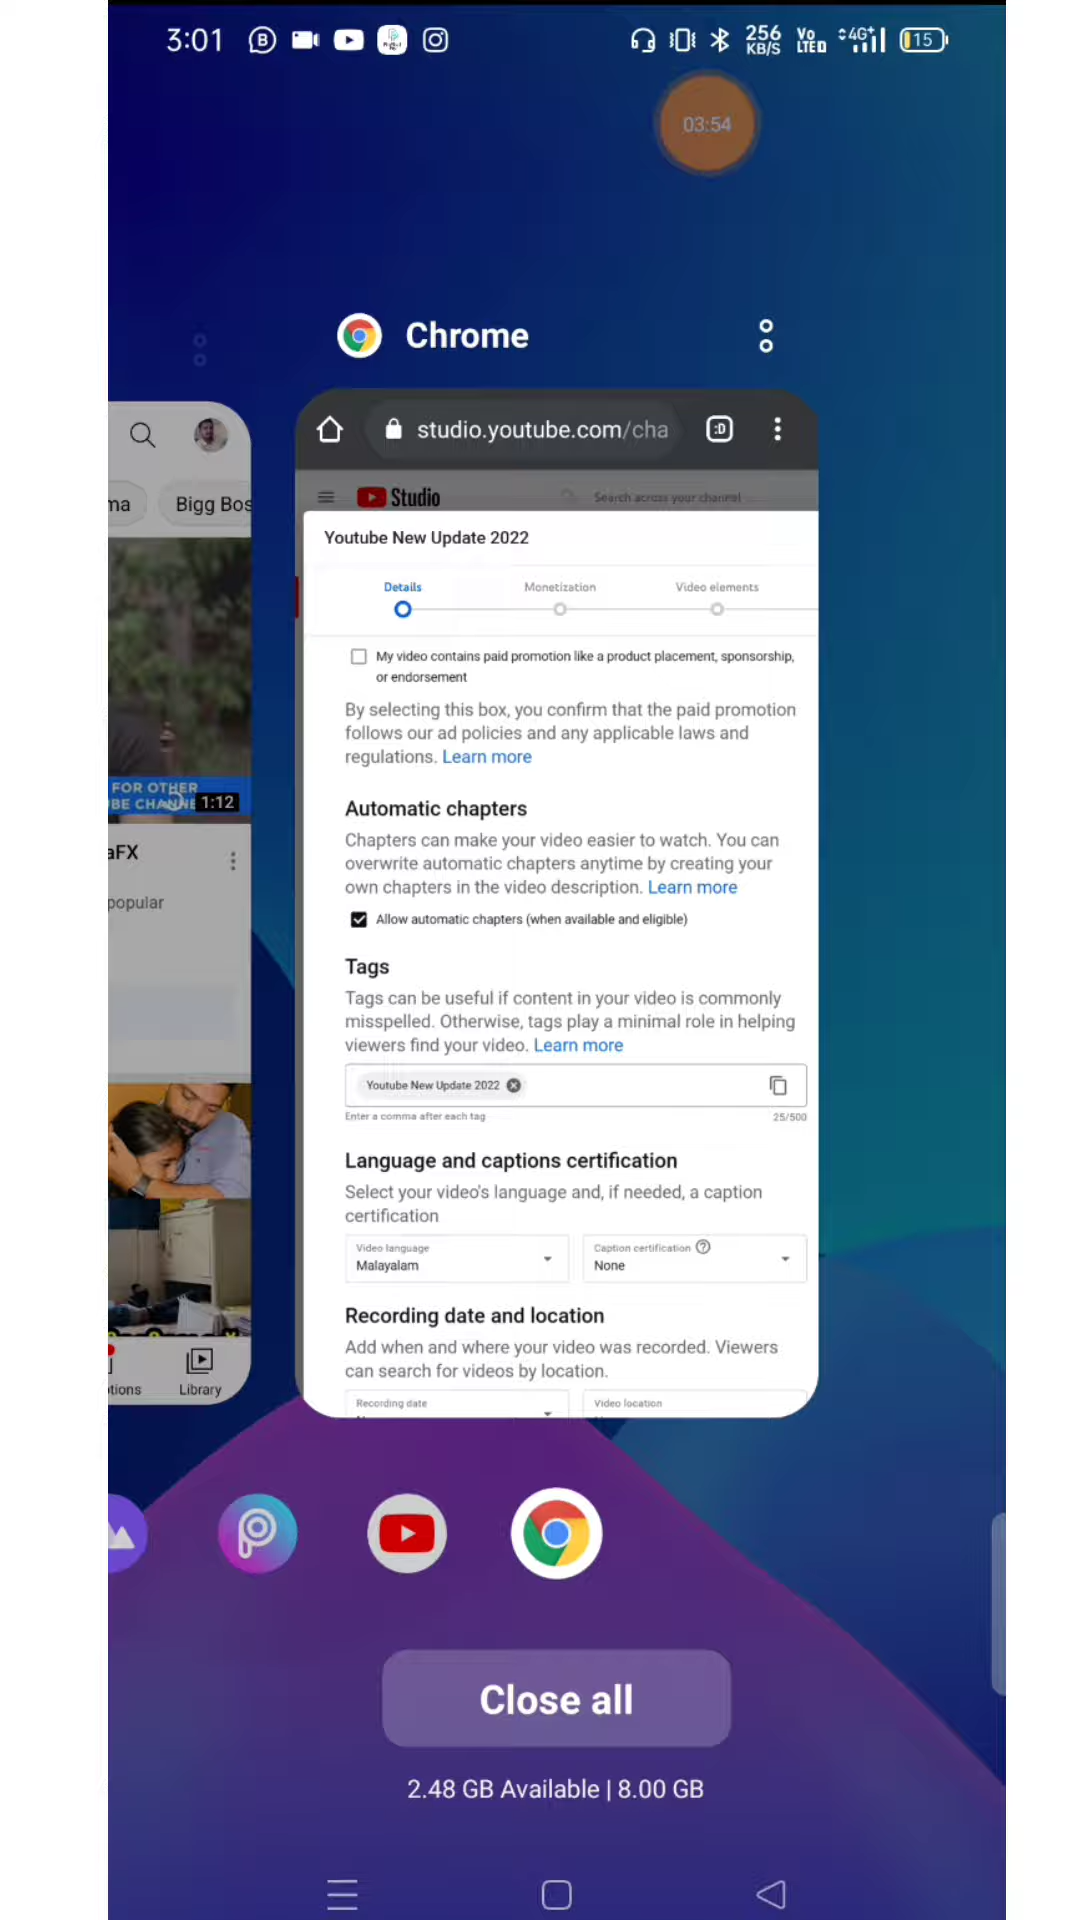 3:01
256
KB/S
Vo
LTE
4G+
15
03:54
Chrome
studio.youtube.com/cha
:D
Studio
Search across your channel
ma
Bigg Bos
Youtube New Update 2022
Details
Monetization
Video elements
My video contains paid promotion like a product placement, sponsorship,
or endorsement
By selecting this box, you confirm that the paid promotion
follows our ad policies and any applicable laws and
regulations. Learn more
FOR OTHER
BE CHANNE
1:12
aFX
popular
Automatic chapters
Chapters can make your video easier to watch. You can
overwrite automatic chapters anytime by creating your
own chapters in the video description. Learn more
Allow automatic chapters (when available and eligible)
Tags
Tags can be useful if content in your video is commonly
misspelled. Otherwise, tags play a minimal role in helping
viewers find your video. Learn more
Youtube New Update 2022
Enter a comma after each tag
25/500
Language and captions certification
Select your video's language and, if needed, a caption
certification
Video language
Malayalam
Caption certification
None
Recording date and location
Add when and where your video was recorded. Viewers
can search for videos by location.
Recording date
Video location
tions
Library
Close all
2.48 GB Available | 8.00 GB